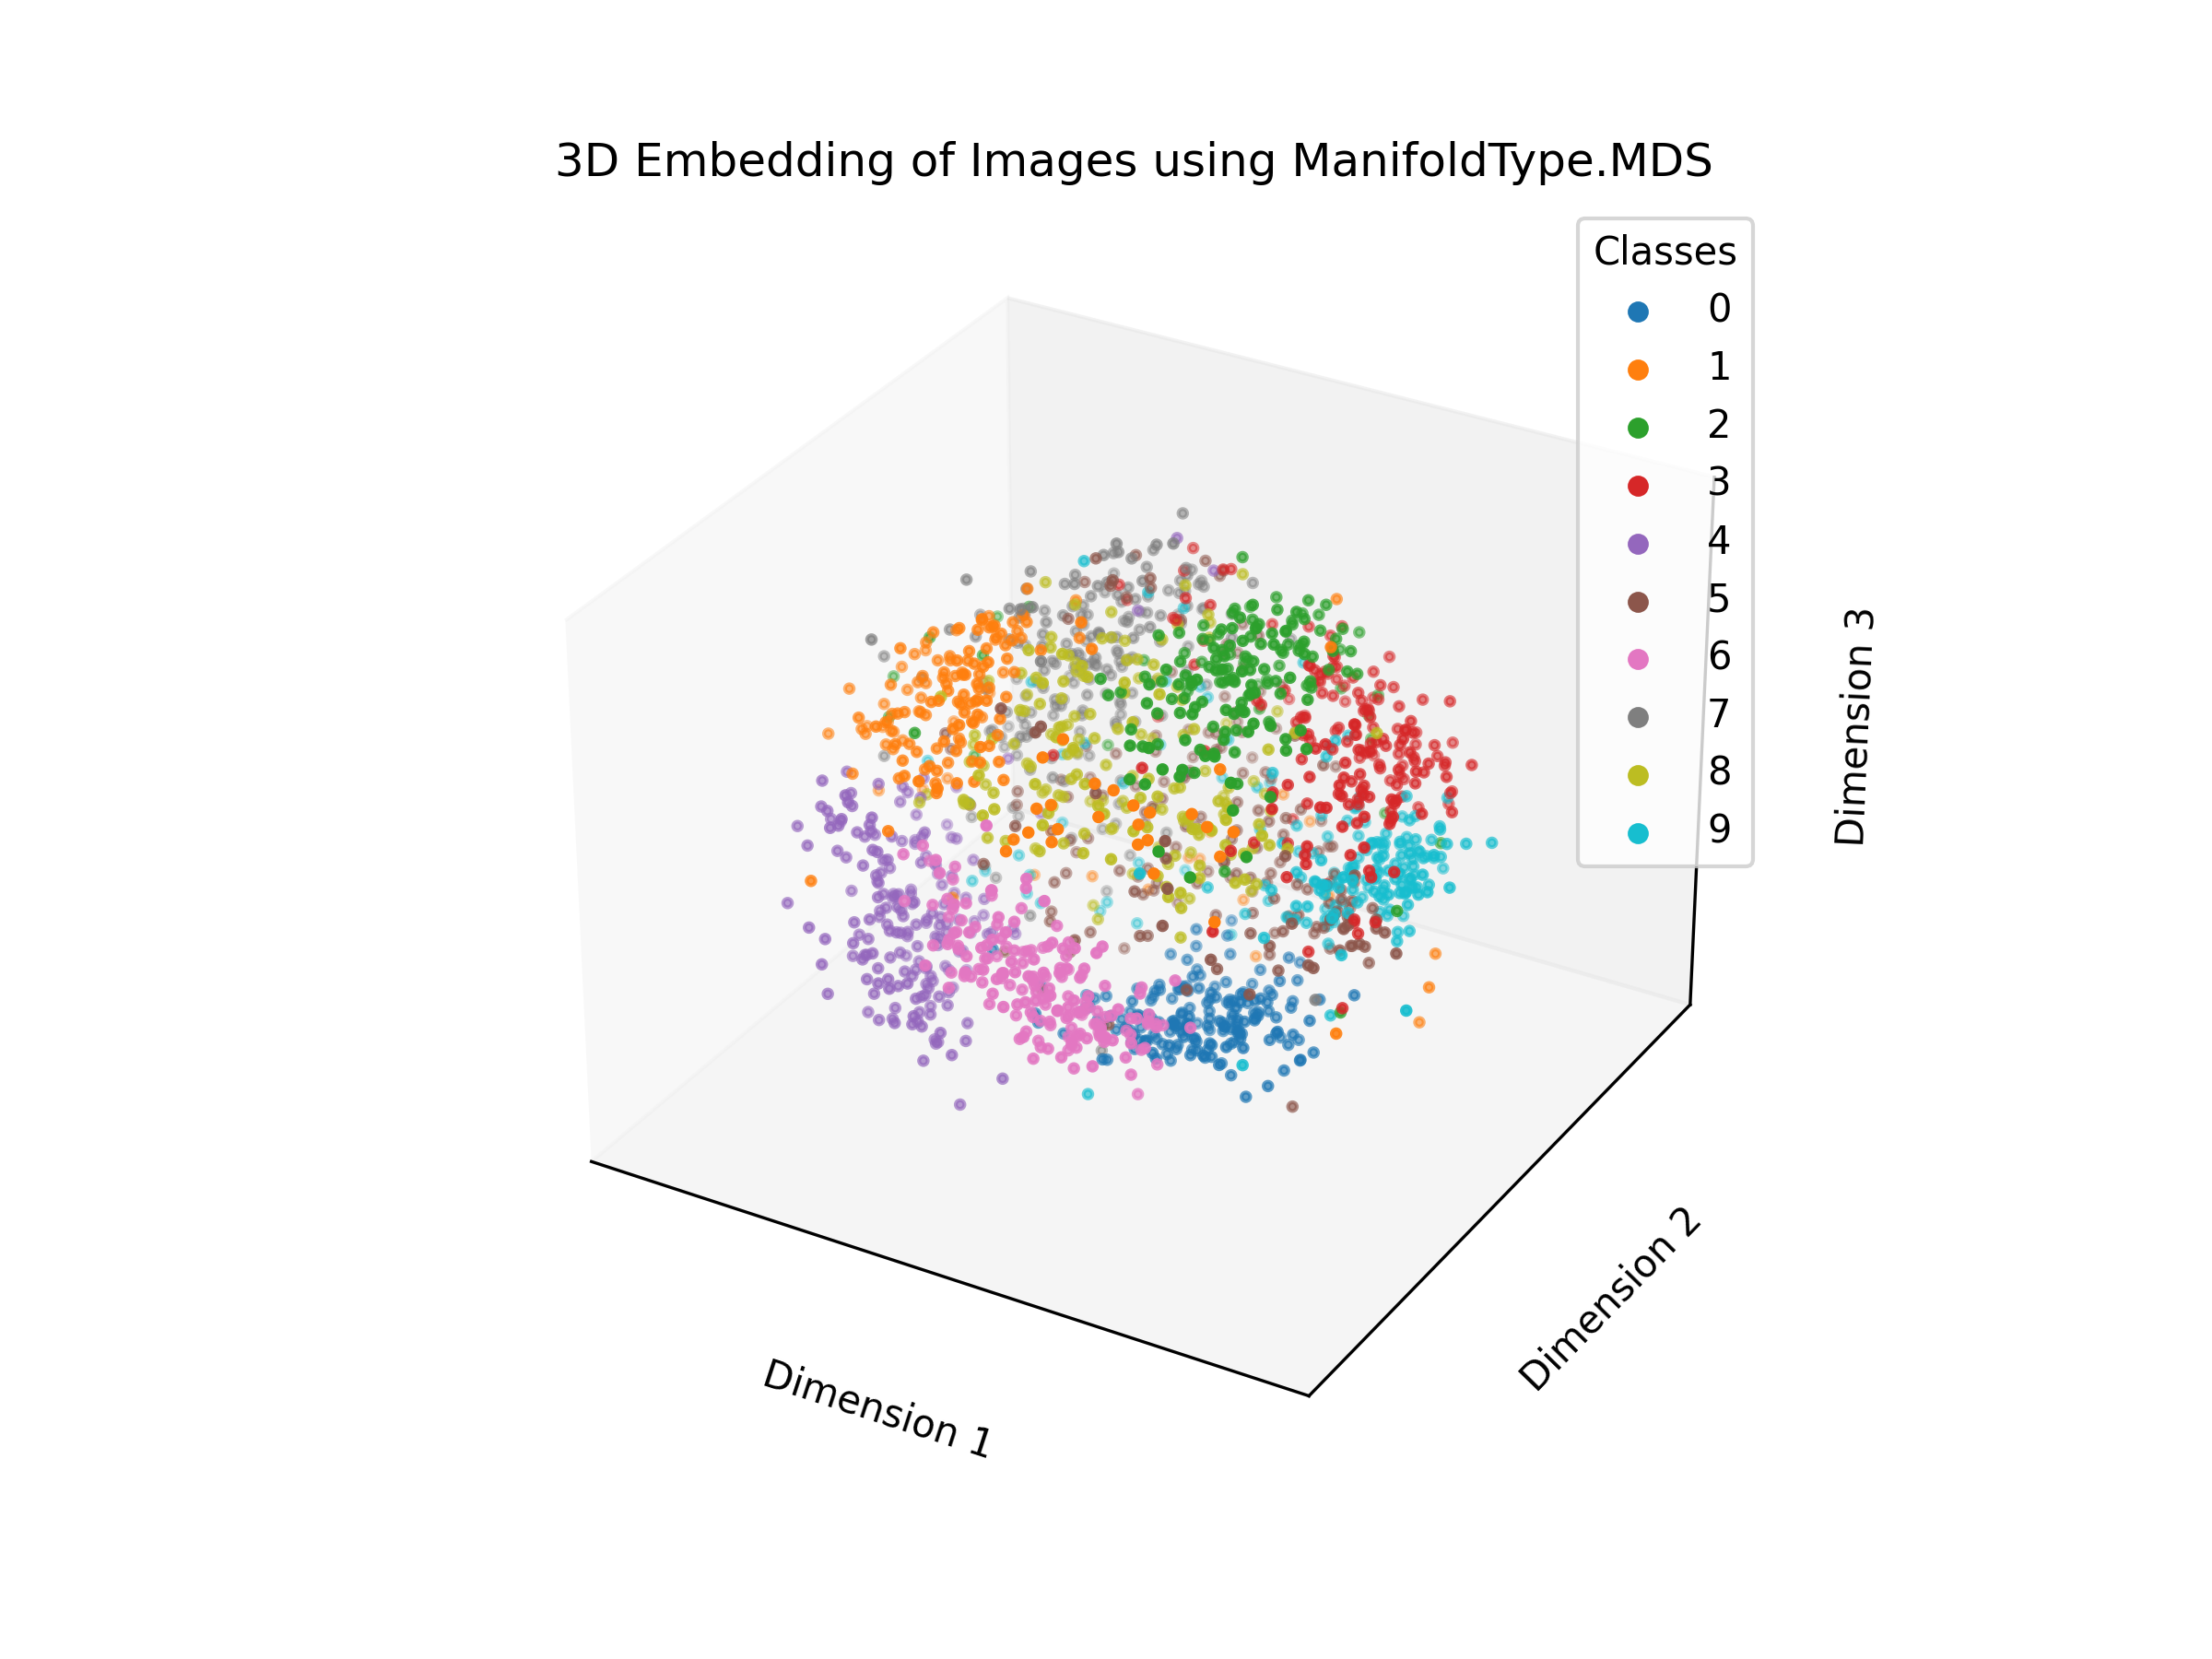 3D Embedding of Images using ManifoldType.MDS
Classes
0
1
2
3
4
5
6
7
8
9
Dimension 3
Dimension 2
Dimension 1